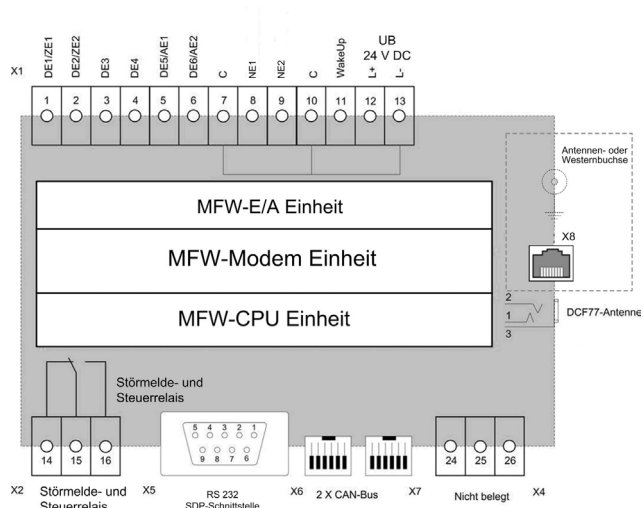 DE1/ZE1
DE2/ZE2
DE3
DE4
DE5/AE1
DE6/AE2
C
NE1
NE2
C
WakeUp
UB
24 V DC
L+
L-
X1
1 2 3 4 5 6 7 8 9 10 11 12 13
Antennen- oder
Westernbuchse
X8
MFW-E/A Einheit
MFW-Modem Einheit
MFW-CPU Einheit
2
1
3
DCF77-Antenne
Störmelde- und
Steuerrelais
14 15 16
5 4 3 2 1
9 8 7 6
24 25 26
X2
Störmelde- und
Steuerrelais
X5
RS 232
SDP-Schnittstelle
X6
2 X CAN-Bus
X7
Nicht belegt
X4